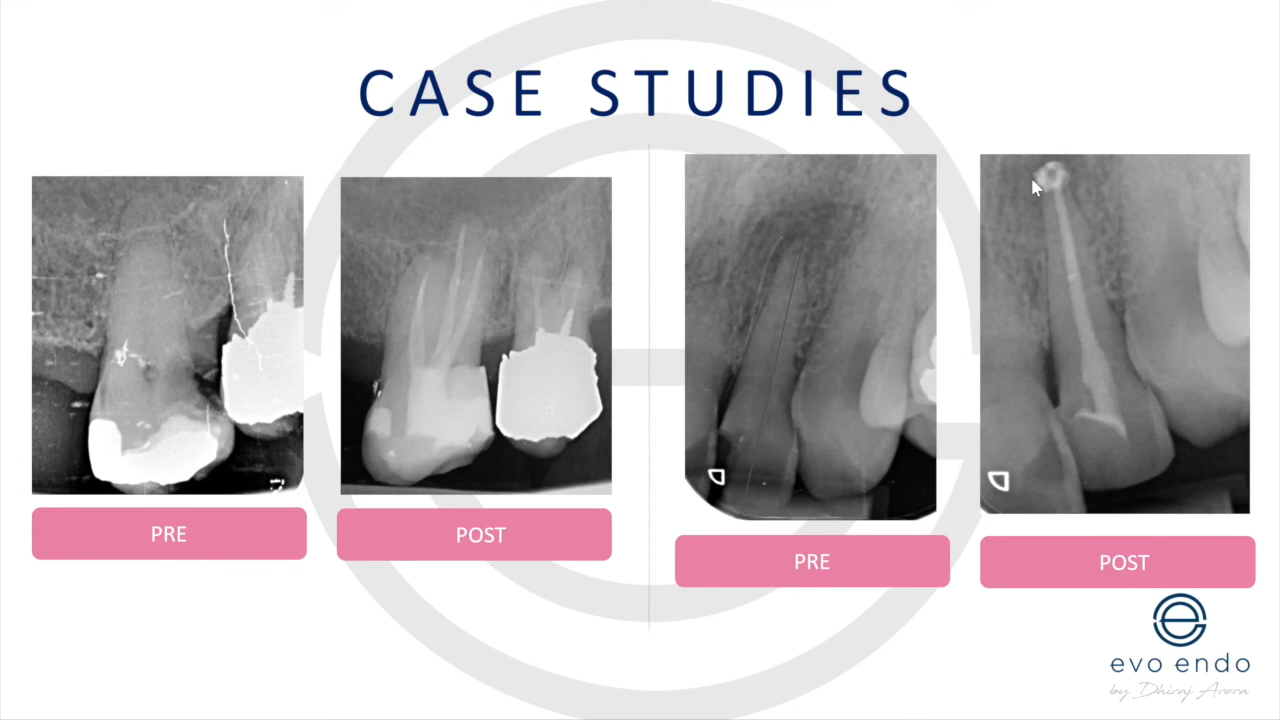 CASE STUDIES
PRE
POST
PRE
POST
evo endo
by Dhiraj Arora